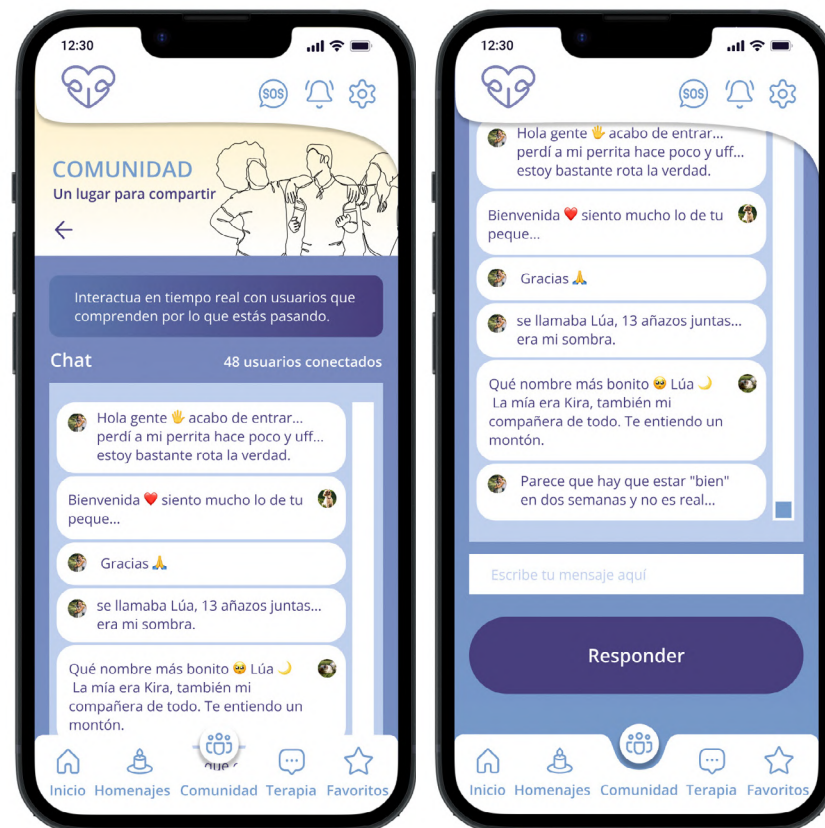 12:30
SOS
COMUNIDAD
Un lugar para compartir
Interactua en tiempo real con usuarios que
comprenden por lo que estás pasando.
Chat
48 usuarios conectados
Hola gente 🖐 acabo de entrar...
perdí a mi perrita hace poco y uff...
estoy bastante rota la verdad.
Bienvenida ❤️ siento mucho lo de tu
peque...
Gracias 🙏
se llamaba Lúa, 13 añazos juntas...
era mi sombra.
Qué nombre más bonito 🥹 Lúa 🌙
La mía era Kira, también mi
compañera de todo. Te entiendo un
montón.
que
Inicio Homenajes Comunidad Terapia Favoritos
12:30
SOS
Hola gente 🖐 acabo de entrar...
perdí a mi perrita hace poco y uff...
estoy bastante rota la verdad.
Bienvenida ❤️ siento mucho lo de tu
peque...
Gracias 🙏
se llamaba Lúa, 13 añazos juntas...
era mi sombra.
Qué nombre más bonito 🥹 Lúa 🌙
La mía era Kira, también mi
compañera de todo. Te entiendo un
montón.
Parece que hay que estar "bien"
en dos semanas y no es real...
Escribe tu mensaje aquí
Responder
Inicio Homenajes Comunidad Terapia Favoritos